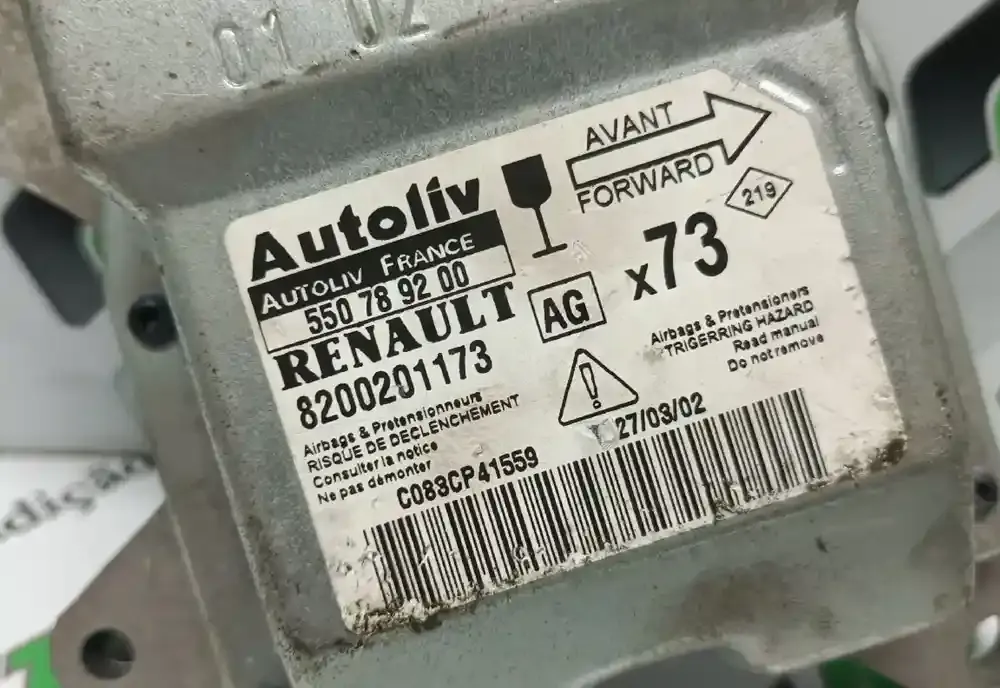 01 02
Autoliv
AUTOLIV FRANCE
550 78 92 00
RENAULT
8200201173
Airbags & Pretensionneurs
RISQUE DE DECLENCHEMENT
Consulter la notice
Ne pas démonter
C083CP41559
AVANT
FORWARD
219
x73
AG
Airbags & Pretensioners
TRIGERRING HAZARD
Read manual
Do not remove
27/03/02